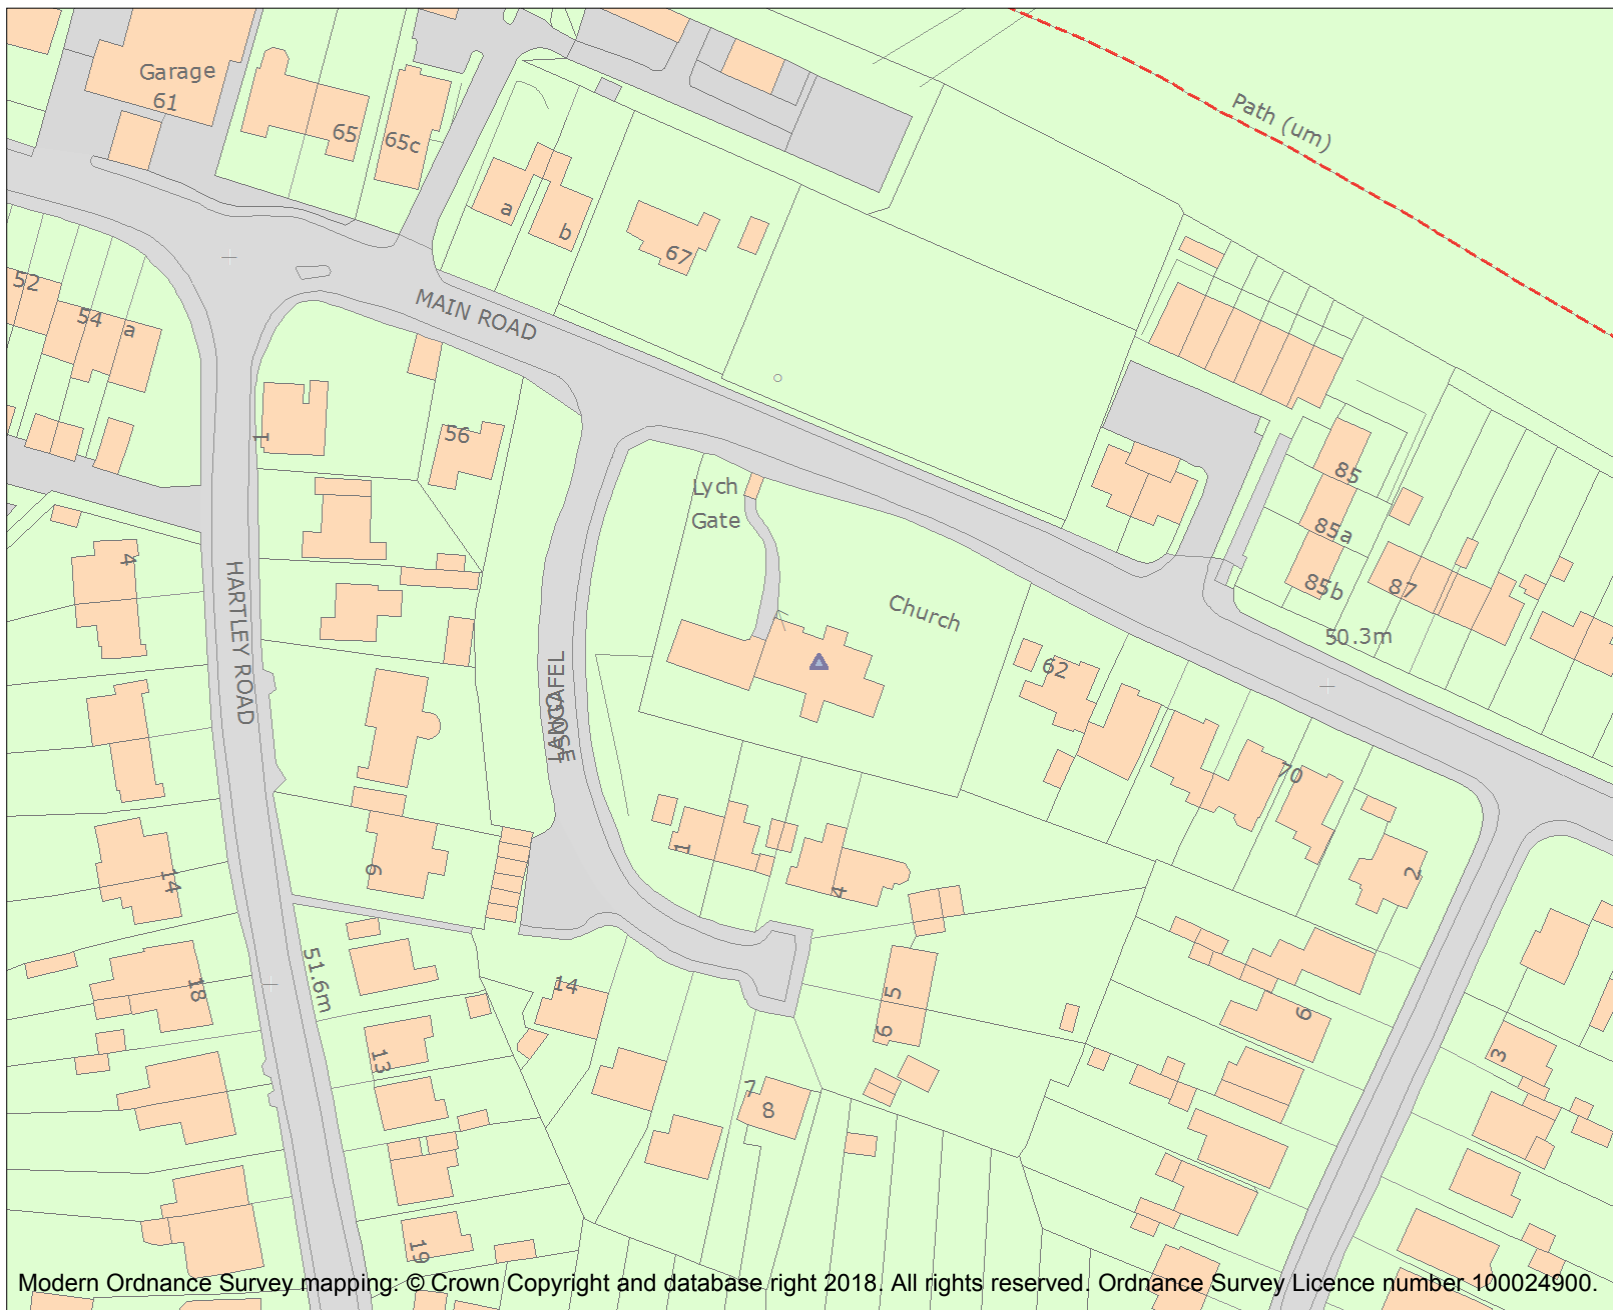 Garage
61
65
65c
Path (um)
a
b
67
52
54
a
MAIN ROAD
1
56
Lych
Gate
85
85a
85b
87
4
HARTLEY ROAD
Church
50.3m
62
LANGAFEL
CLOSE
70
1
9
4
2
14
18
51.6m
14
5
6
6
3
13
7
8
19
Modern Ordnance Survey mapping: © Crown Copyright and database right 2018. All rights reserved. Ordnance Survey Licence number 100024900.